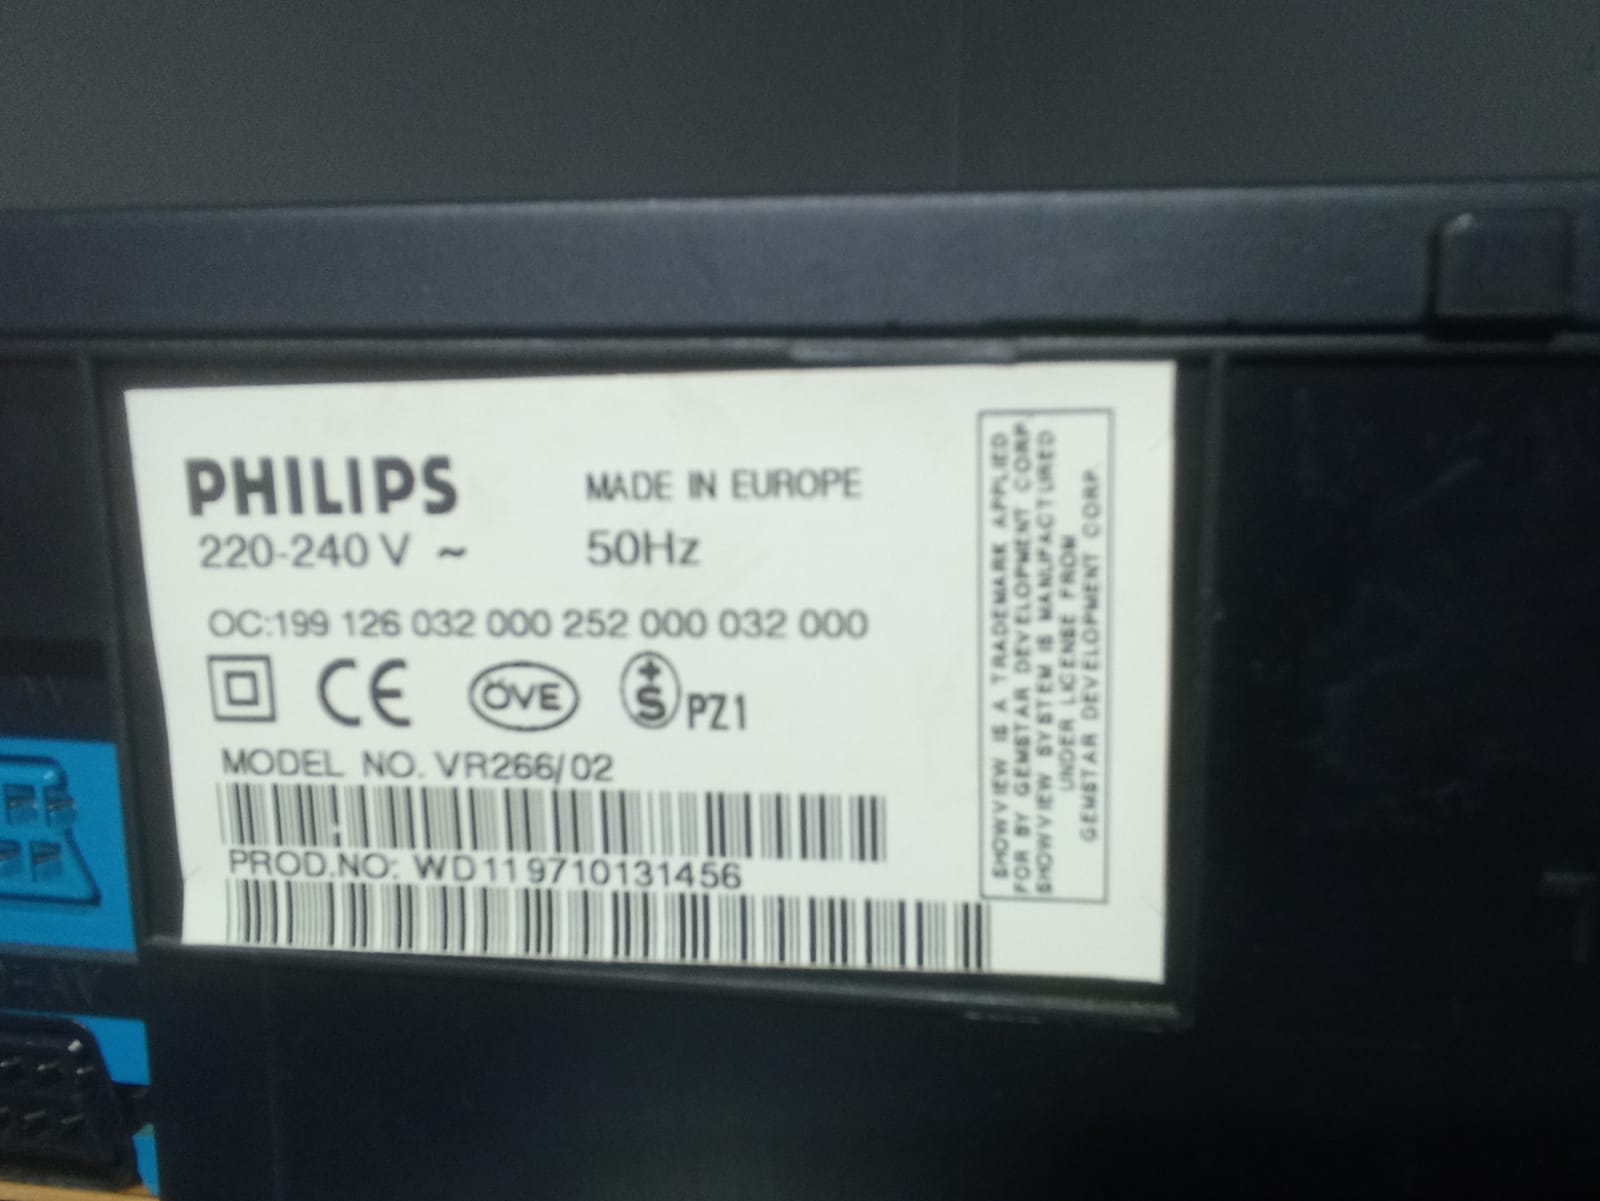 PHILIPS MADE IN EUROPE
220-240 V ~ 50Hz
OC:199 126 032 000 252 000 032 000
CE ÖVE +S PZ1
MODEL NO. VR266/02
PROD.NO: WD119710131456
SHOWVIEW IS A TRADEMARK APPLIED
FOR BY GEMSTAR DEVELOPMENT CORP.
SHOWVIEW SYSTEM IS MANUFACTURED
UNDER LICENSE FROM
GEMSTAR DEVELOPMENT CORP.